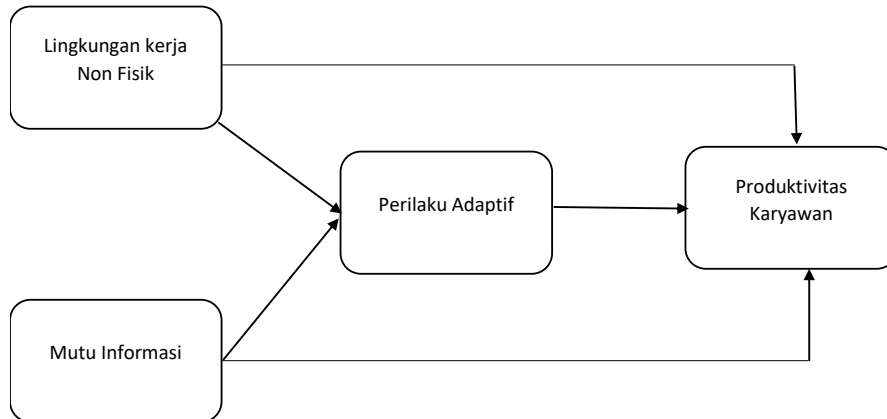 Lingkungan kerja
Non Fisik
Perilaku Adaptif
Produktivitas
Karyawan
Mutu Informasi